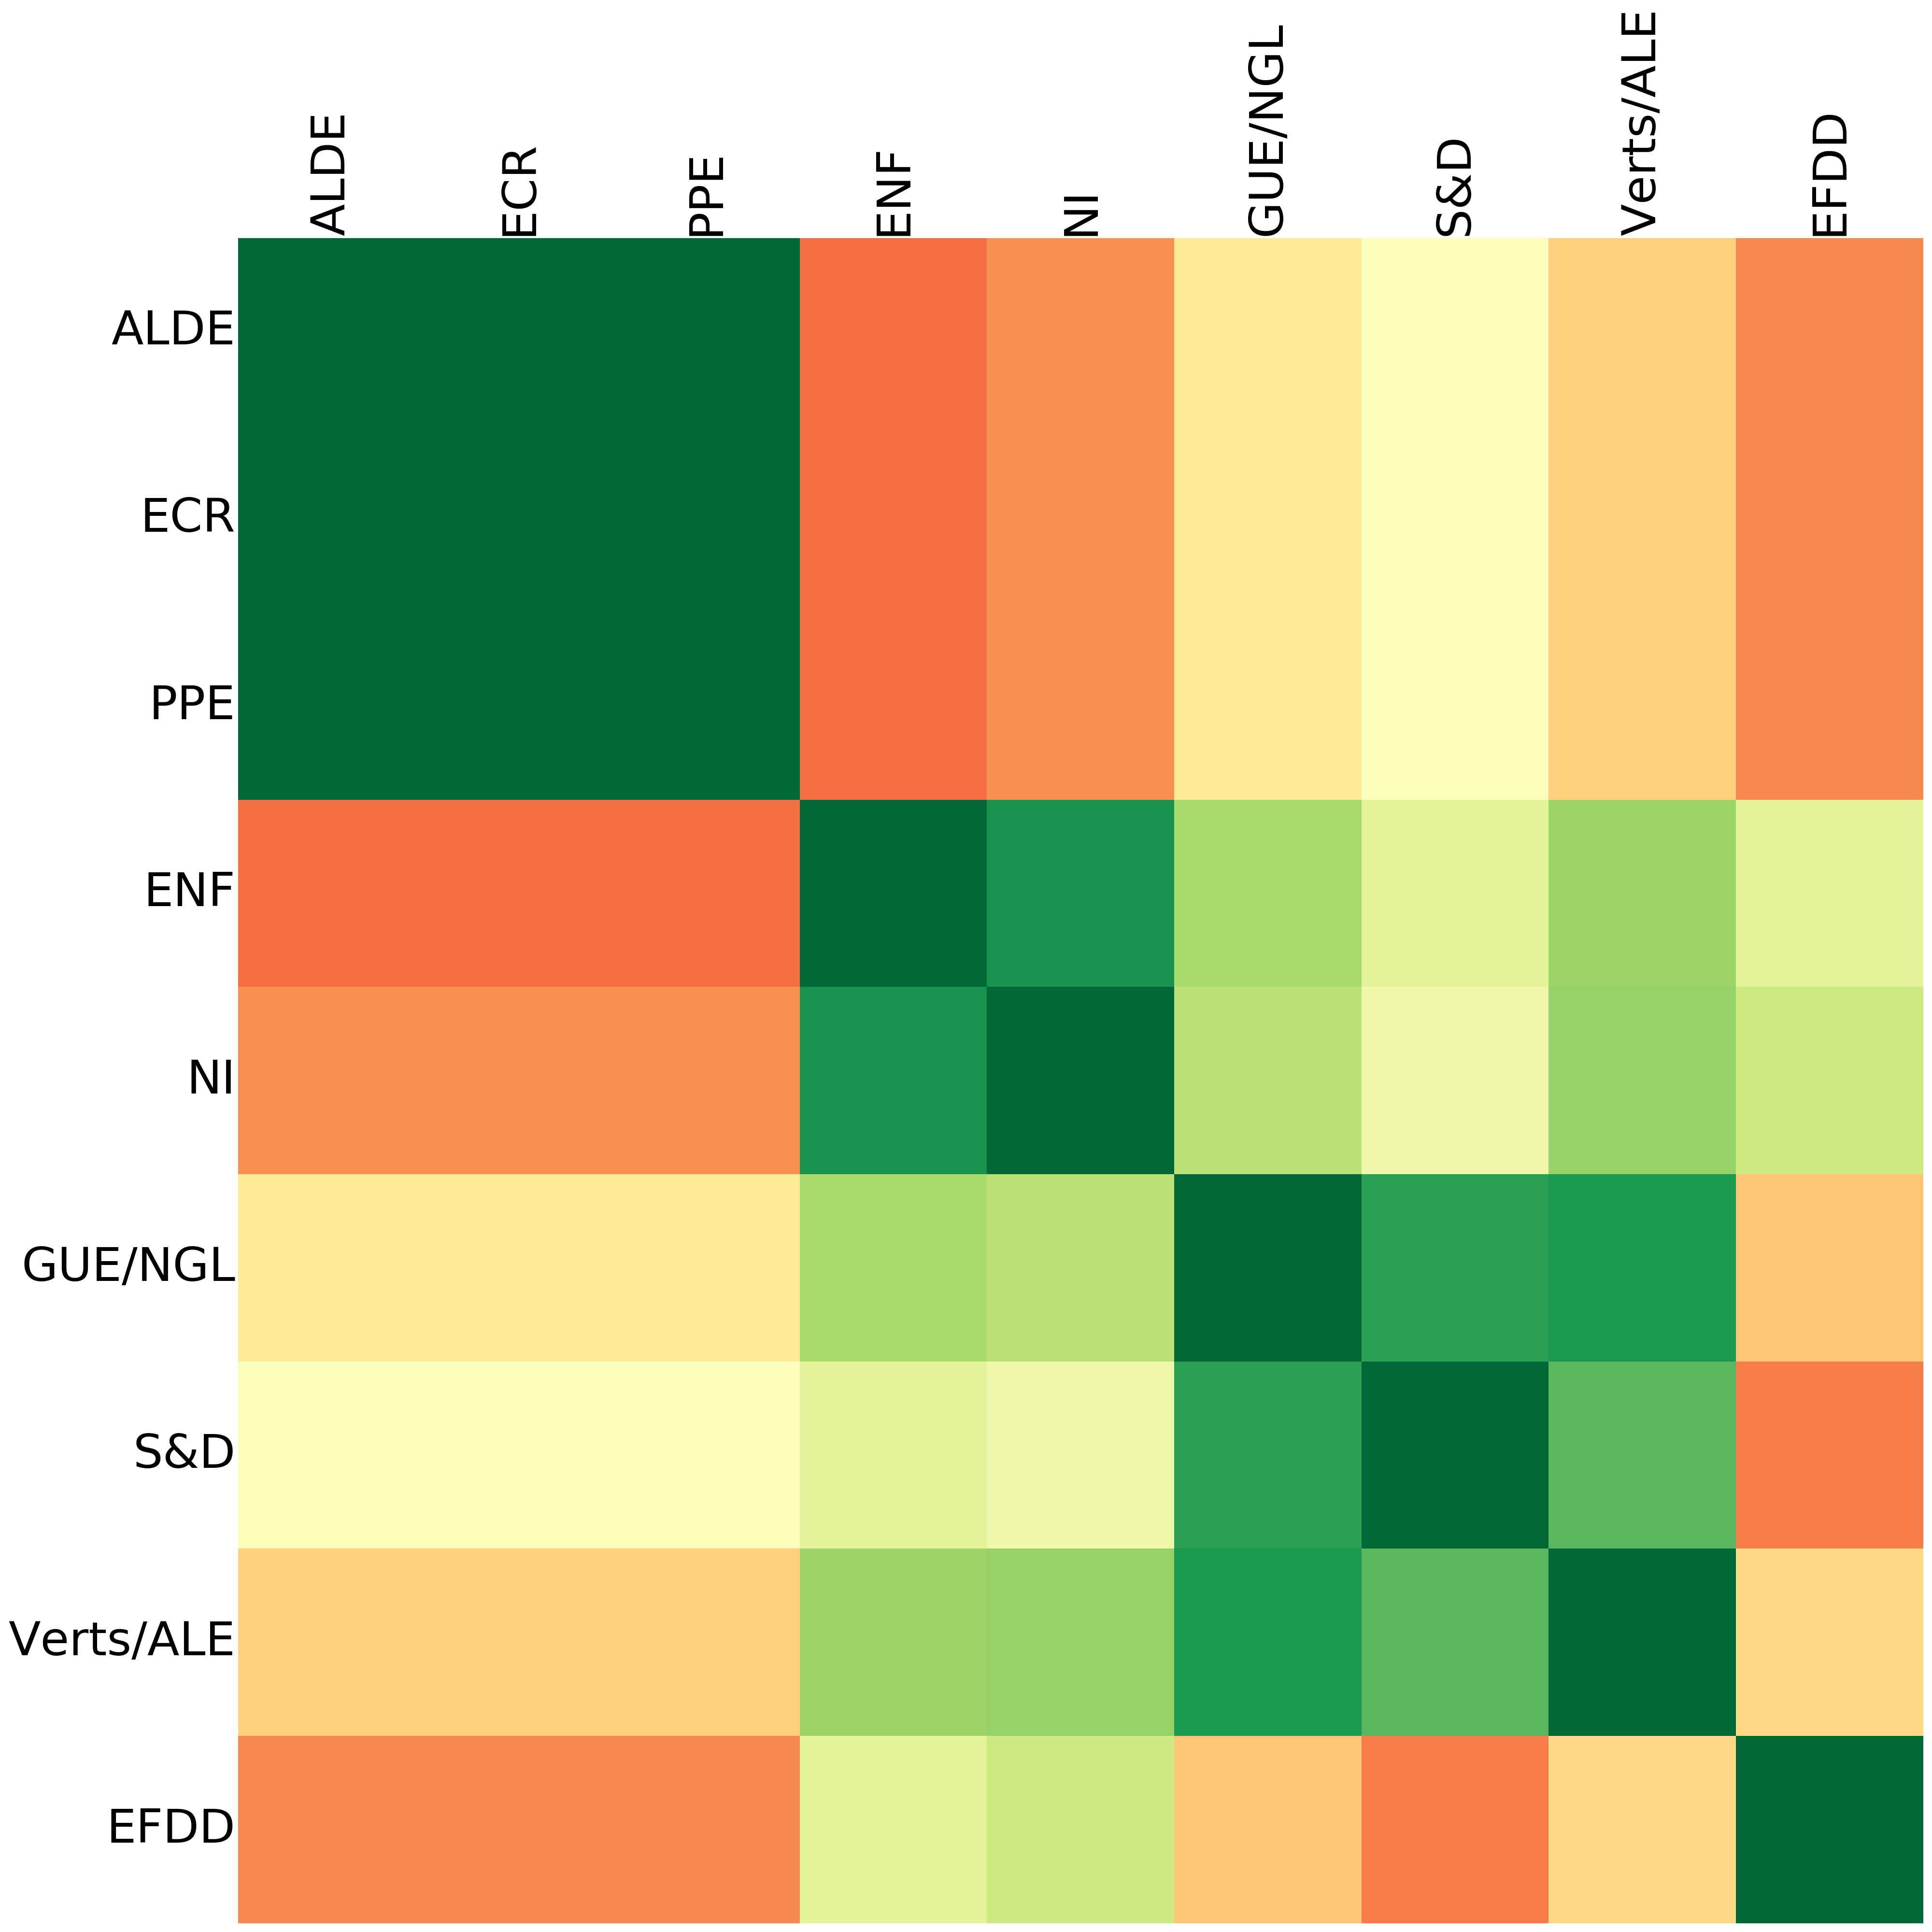 ALDE
ECR
PPE
ENF
NI
GUE/NGL
S&D
Verts/ALE
EFDD
ALDE
ECR
PPE
ENF
NI
GUE/NGL
S&D
Verts/ALE
EFDD